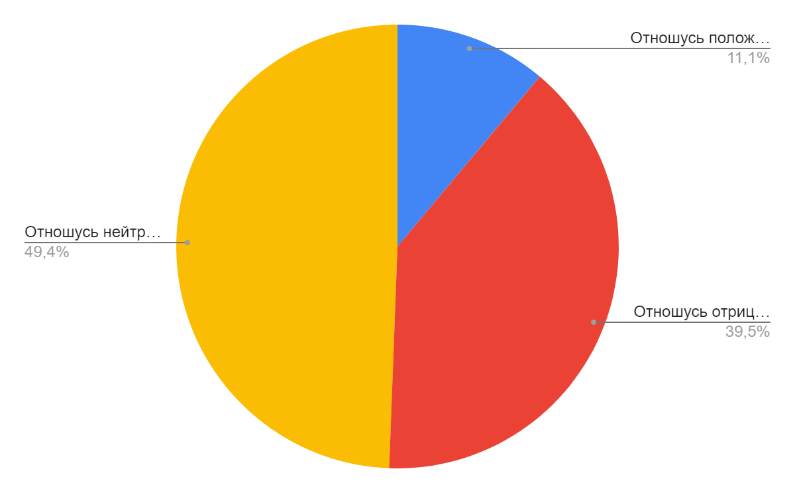 Отношусь полож…
11,1%
Отношусь нейтр…
49,4%
Отношусь отриц…
39,5%